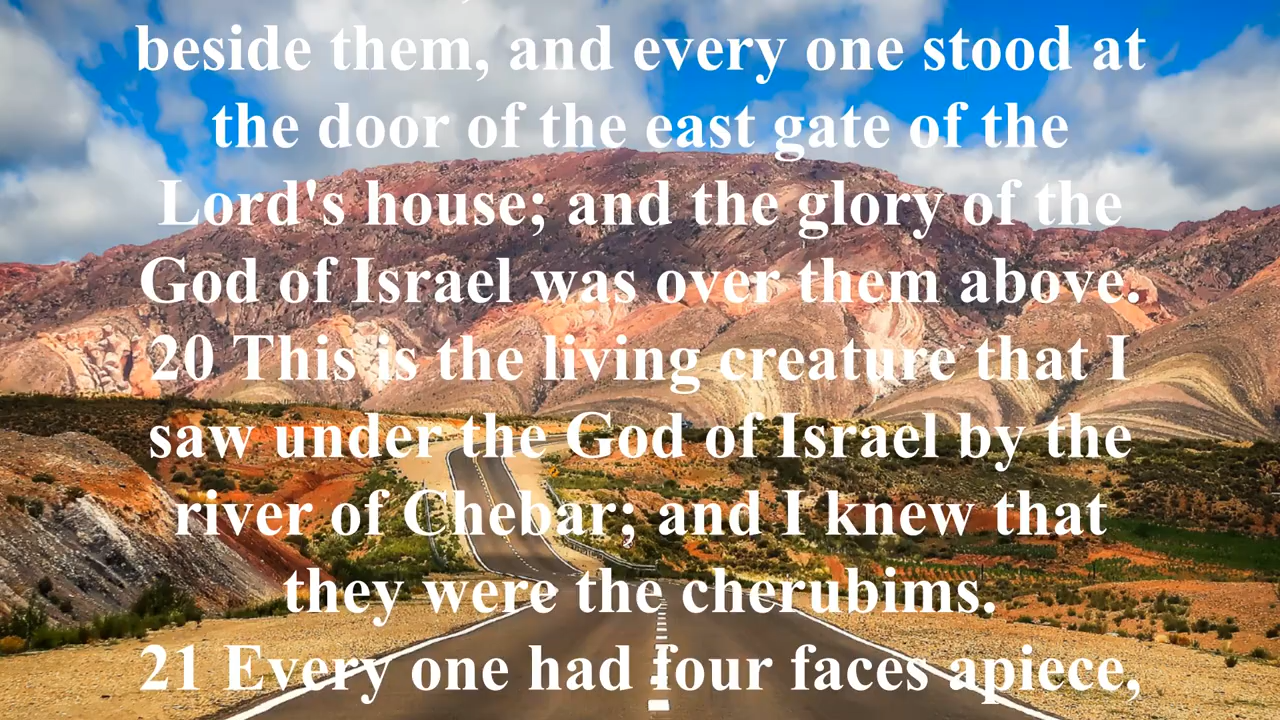 beside them, and every one stood at
the door of the east gate of the
Lord's house; and the glory of the
God of Israel was over them above.
20 This is the living creature that I
saw under the God of Israel by the
river of Chebar; and I knew that
they were the cherubims.
21 Every one had four faces apiece,